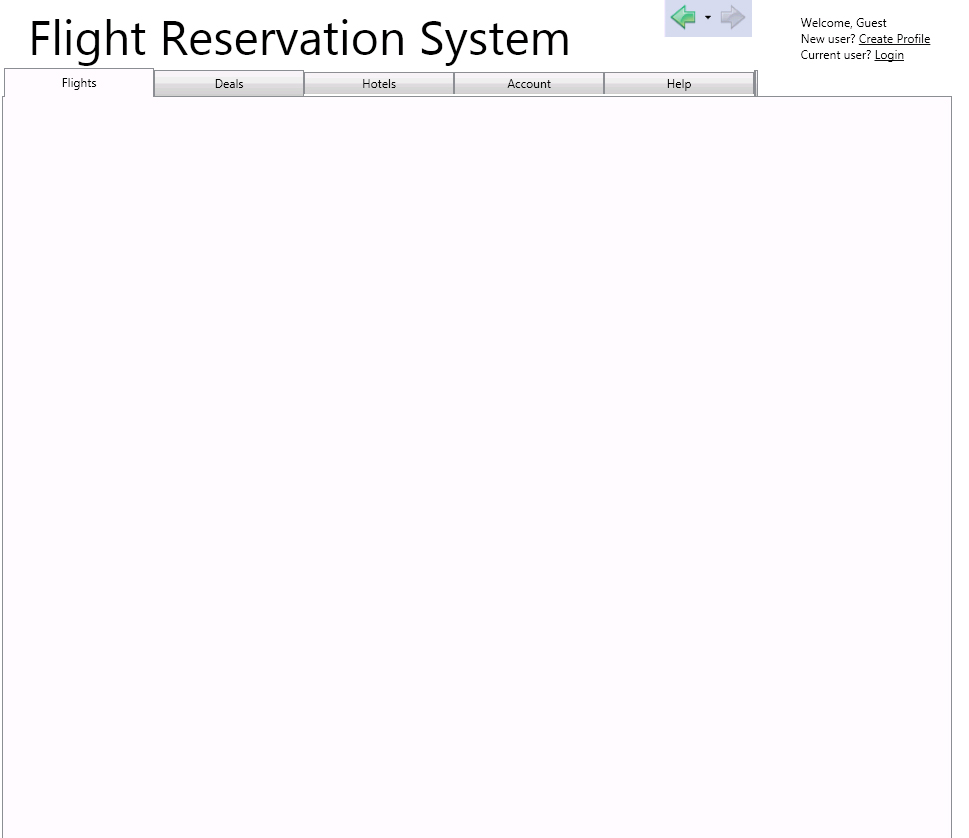 Flight Reservation System
Welcome, Guest
New user? Create Profile
Current user? Login
Flights
Deals
Hotels
Account
Help